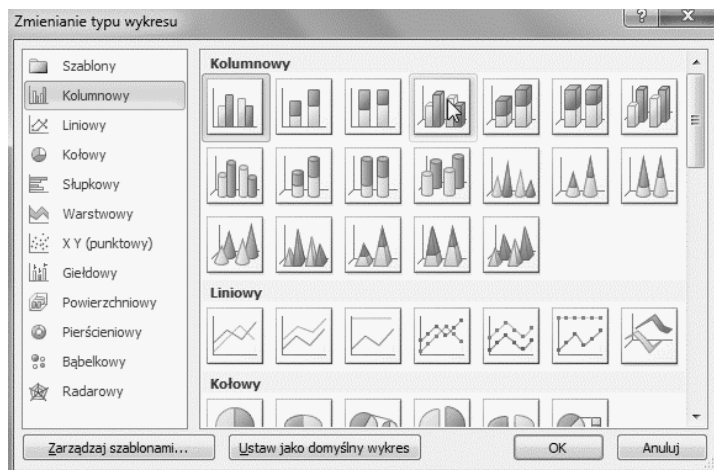 Zmienianie typu wykresu
Szablony
Kolumnowy
Liniowy
Kołowy
Słupkowy
Warstwowy
X Y (punktowy)
Giełdowy
Powierzchniowy
Pierścieniowy
Bąbelkowy
Radarowy
Kolumnowy
Liniowy
Kołowy
Zarządzaj szablonami...
Ustaw jako domyślny wykres
OK
Anuluj